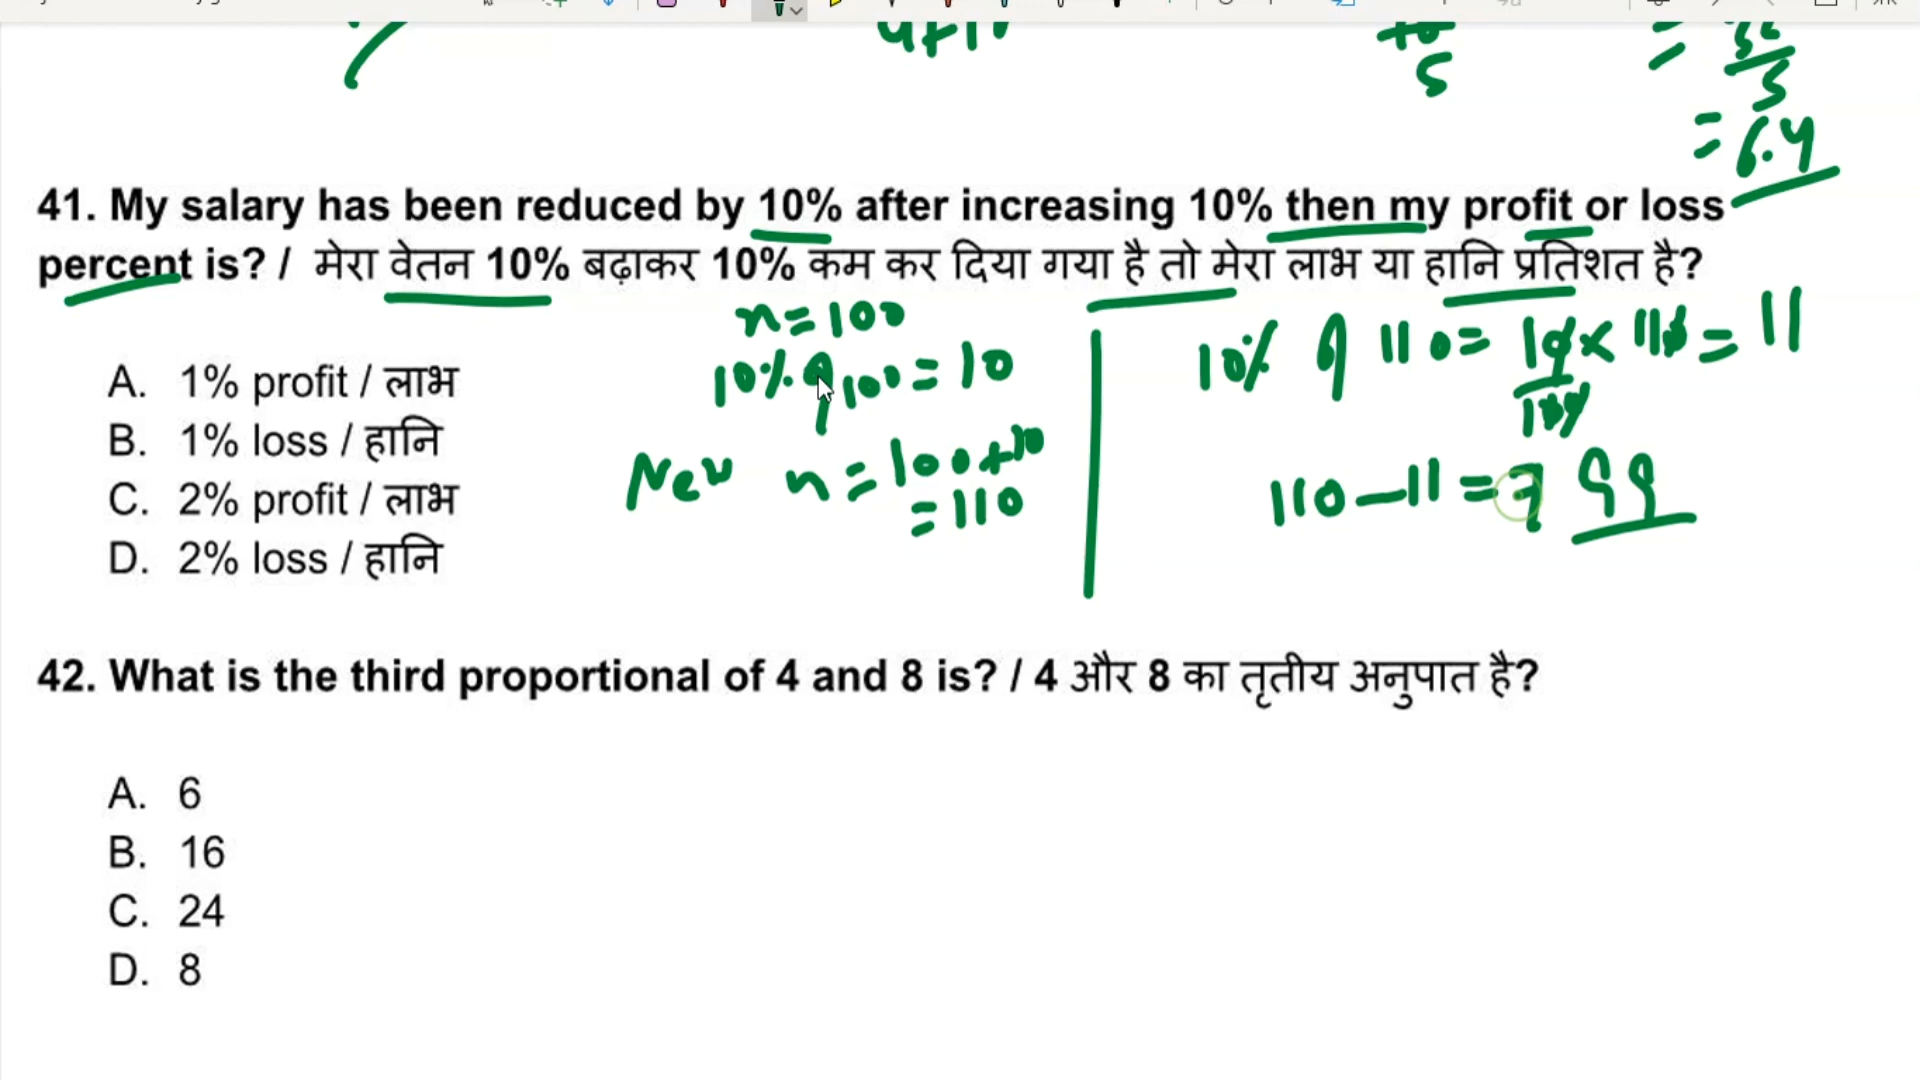 = 6.4
41. My salary has been reduced by 10% after increasing 10% then my profit or loss
percent is? / मेरा वेतन 10% बढ़ाकर 10% कम कर दिया गया है तो मेरा लाभ या हानि प्रतिशत है?
A. 1% profit / लाभ
B. 1% loss / हानि
C. 2% profit / लाभ
D. 2% loss / हानि
n=100
10% of 100=10
New n=100+10
=110
10% of 110= 10/100 x 110 = 11
110-11= 99
42. What is the third proportional of 4 and 8 is? / 4 और 8 का तृतीय अनुपात है?
A. 6
B. 16
C. 24
D. 8